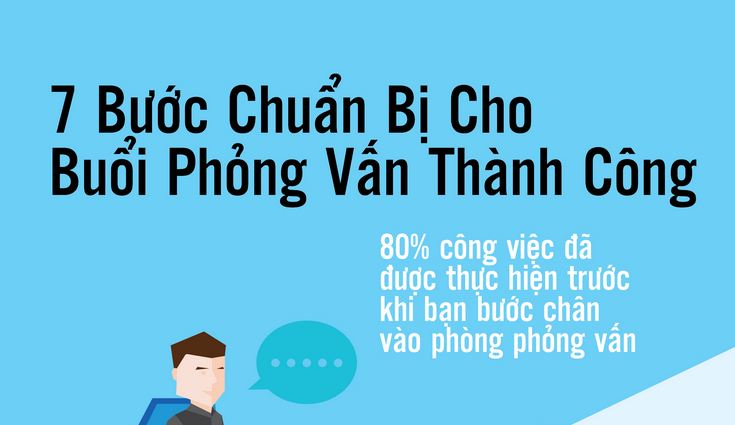 7 Bước Chuẩn Bị Cho
Buổi Phỏng Vấn Thành Công
80% công việc đã
được thực hiện trước
khi bạn bước chân
vào phòng phỏng vấn